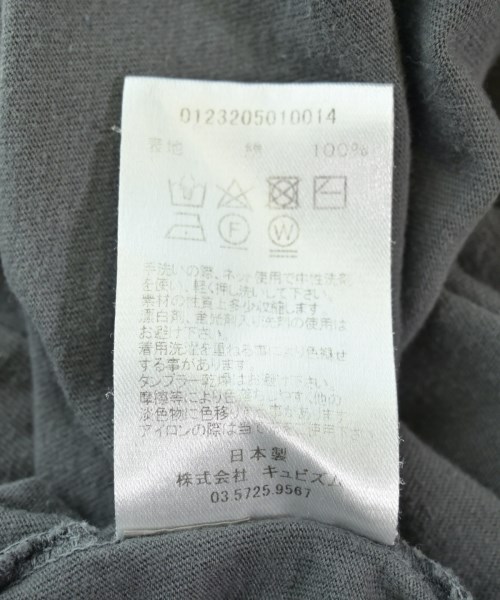 0123205010014
表地 綿 100%
F W
手洗いの際、ネット使用で中性洗剤
を使い、軽く押し洗いして下さい。
素材の性質上多少収縮します。
漂白剤、蛍光剤入り洗剤の使用は
お避け下さい。
着用洗濯を重ねる事により色褪せ
する事があります。
タンブラー乾燥はお避け下さい。
摩擦等により色落ちしやすく他の
淡色物に色移りする事があります。
アイロンの際は当て布をご使用下
日本製
株式会社 キュビズム
03.5725.9567